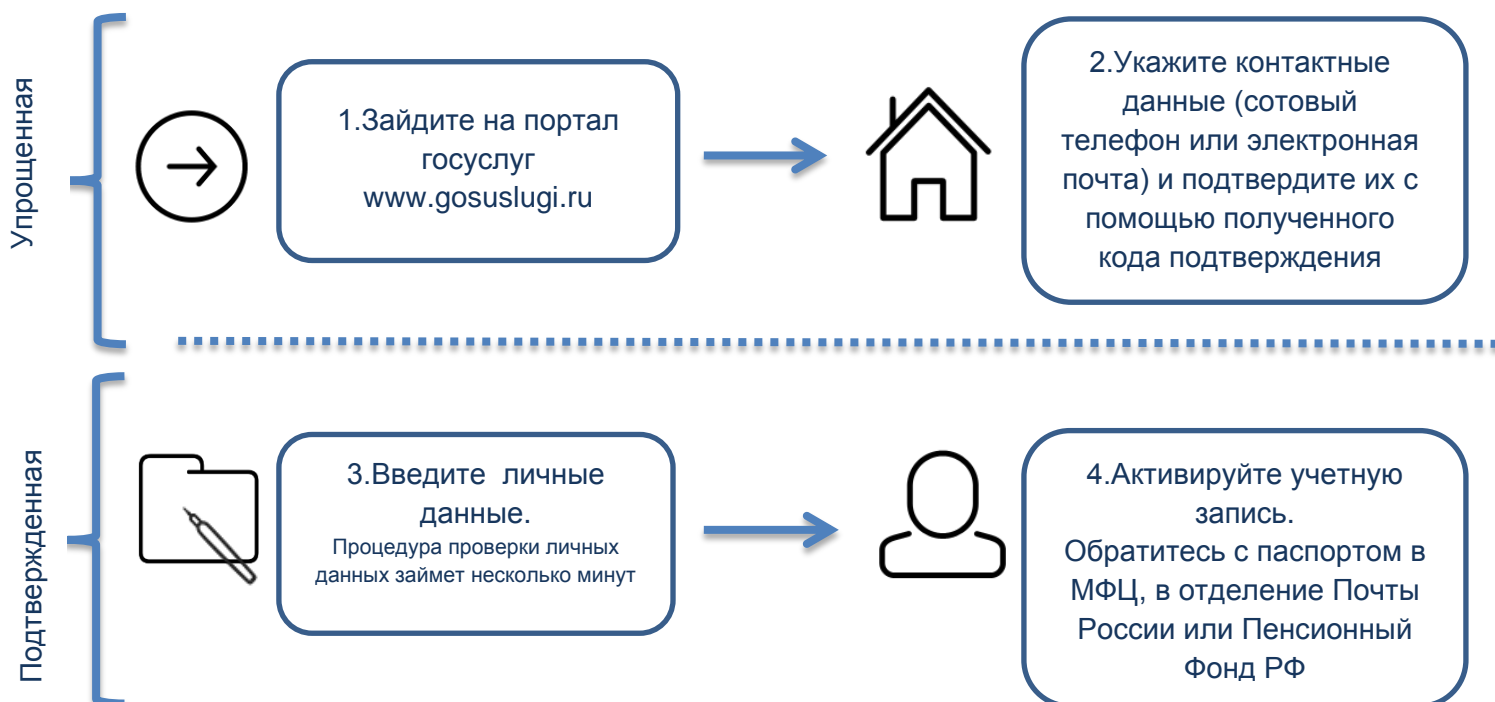 Упрощенная
1.Зайдите на портал
госуслуг
www.gosuslugi.ru
2.Укажите контактные
данные (сотовый
телефон или электронная
почта) и подтвердите их с
помощью полученного
кода подтверждения
Подтвержденная
3.Введите личные
данные.
Процедура проверки личных
данных займет несколько минут
4.Активируйте учетную
запись.
Обратитесь с паспортом в
МФЦ, в отделение Почты
России или Пенсионный
Фонд РФ